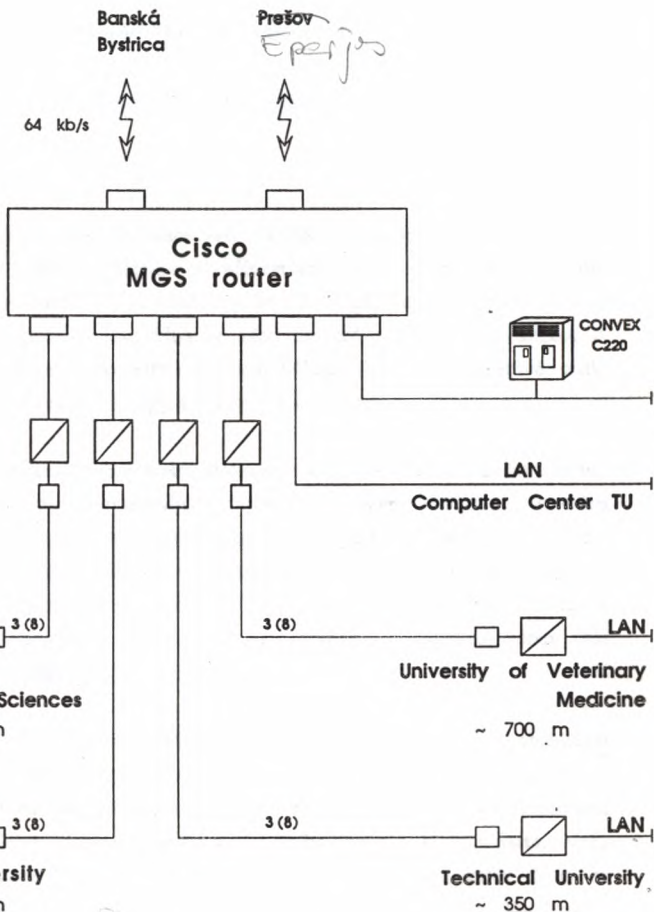 Banská
Bystrica
Prešov
Eperjes
64 kb/s
Cisco
MGS router
CONVEX
C220
LAN
Computer Center TU
3 (8)
3 (8)
LAN
University of Veterinary
Medicine
Sciences
~ 700 m
3 (8)
3 (8)
LAN
Technical University
~ 350 m